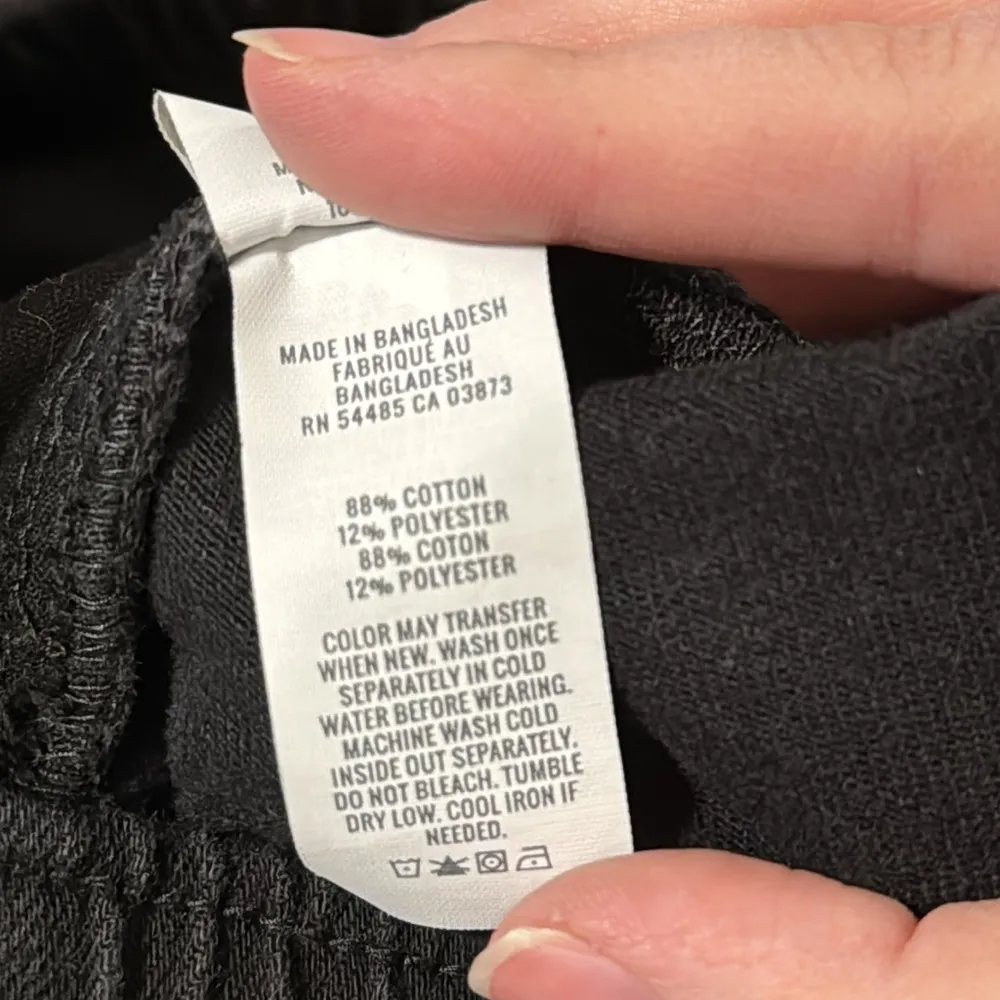 MADE IN BANGLADESH
FABRIQUÉ AU
BANGLADESH
RN 54485 CA 03873
88% COTTON
12% POLYESTER
88% COTON
12% POLYESTER
COLOR MAY TRANSFER
WHEN NEW. WASH ONCE
SEPARATELY IN COLD
WATER BEFORE WEARING.
MACHINE WASH COLD
INSIDE OUT SEPARATELY.
DO NOT BLEACH. TUMBLE
DRY LOW. COOL IRON IF
NEEDED.